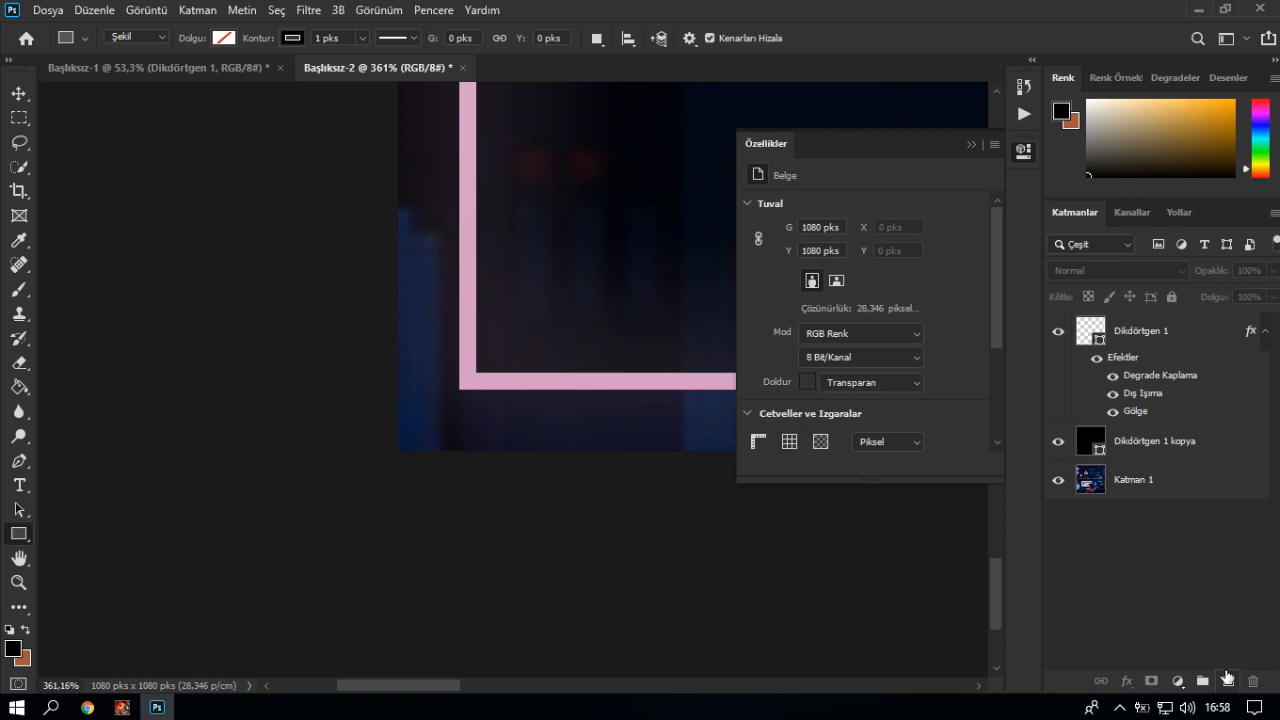 Ps Dosya Düzenle Görüntü Katman Metin Seç Filtre 3B Görünüm Pencere Yardım
Şekil Dolgu: Kontur: 1 pks G: 0 pks Y: 0 pks Kenarları Hizala
Başlıksız-1 @ 53,3% (Dikdörtgen 1, RGB/8#) *
Başlıksız-2 @ 361% (RGB/8#) *
Renk Renk Örnek Degradeler Desenler
Özellikler
Belge
Tuval
G 1080 pks X 0 pks
Y 1080 pks Y 0 pks
Çözünürlük: 28,346 piksel...
Mod RGB Renk
8 Bit/Kanal
Doldur Transparan
Cetveller ve Izgaralar
Piksel
Katmanlar Kanallar Yollar
Çeşit
Normal Opaklık: 100%
Kilitle: Dolgu: 100%
Dikdörtgen 1 fx
Efektler
Degrade Kaplama
Dış Işıma
Gölge
Dikdörtgen 1 kopya
Katman 1
fx
361,16% 1080 pks x 1080 pks (28,346 p/cm)
Ps
16:58